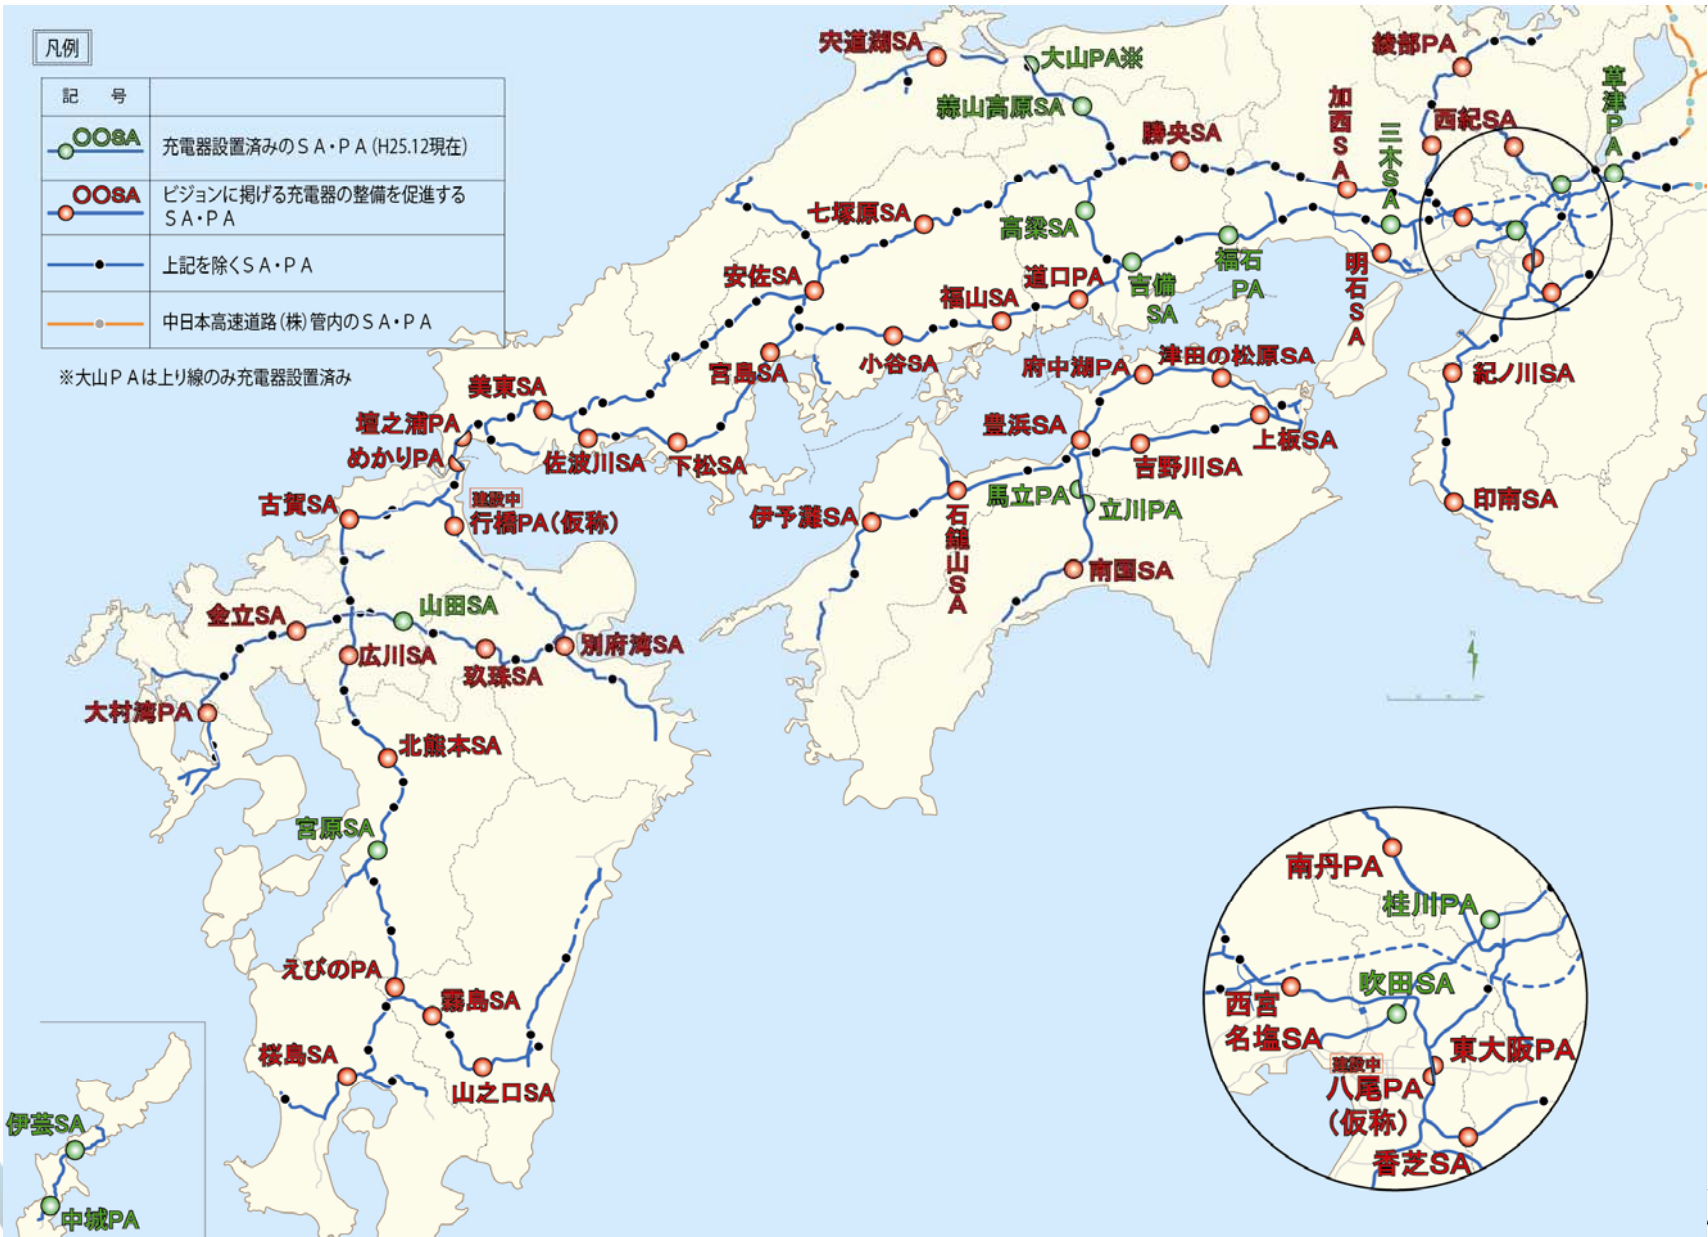 凡例
記 号
〇〇SA
充電器設置済みのSA・PA(H25.12現在)
〇〇SA
ビジョンに掲げる充電器の整備を促進する
SA・PA
上記を除くSA・PA
中日本高速道路(株)管内のSA・PA
※大山PAは上り線のみ充電器設置済み
宍道湖SA
大山PA※
蒜山高原SA
勝央SA
加西SA
三木SA
綾部PA
西紀SA
草津PA
七塚原SA
高梁SA
安佐SA
福山SA
道口PA
吉備
SA
福石
PA
明石SA
宮島SA
小谷SA
府中湖PA
津田の松原SA
紀ノ川SA
美東SA
壇之浦PA
めかりPA
佐波川SA
下松SA
豊浜SA
吉野川SA
上板SA
古賀SA
建設中
行橋PA(仮称)
伊予灘SA
石鎚山SA
馬立PA
立川PA
印南SA
南国SA
金立SA
山田SA
広川SA
玖珠SA
別府湾SA
大村湾PA
北熊本SA
宮原SA
えびのPA
霧島SA
桜島SA
山之口SA
伊芸SA
中城PA
N
南丹PA
桂川PA
吹田SA
西宮
名塩SA
東大阪PA
建設中
八尾PA
(仮称)
香芝SA